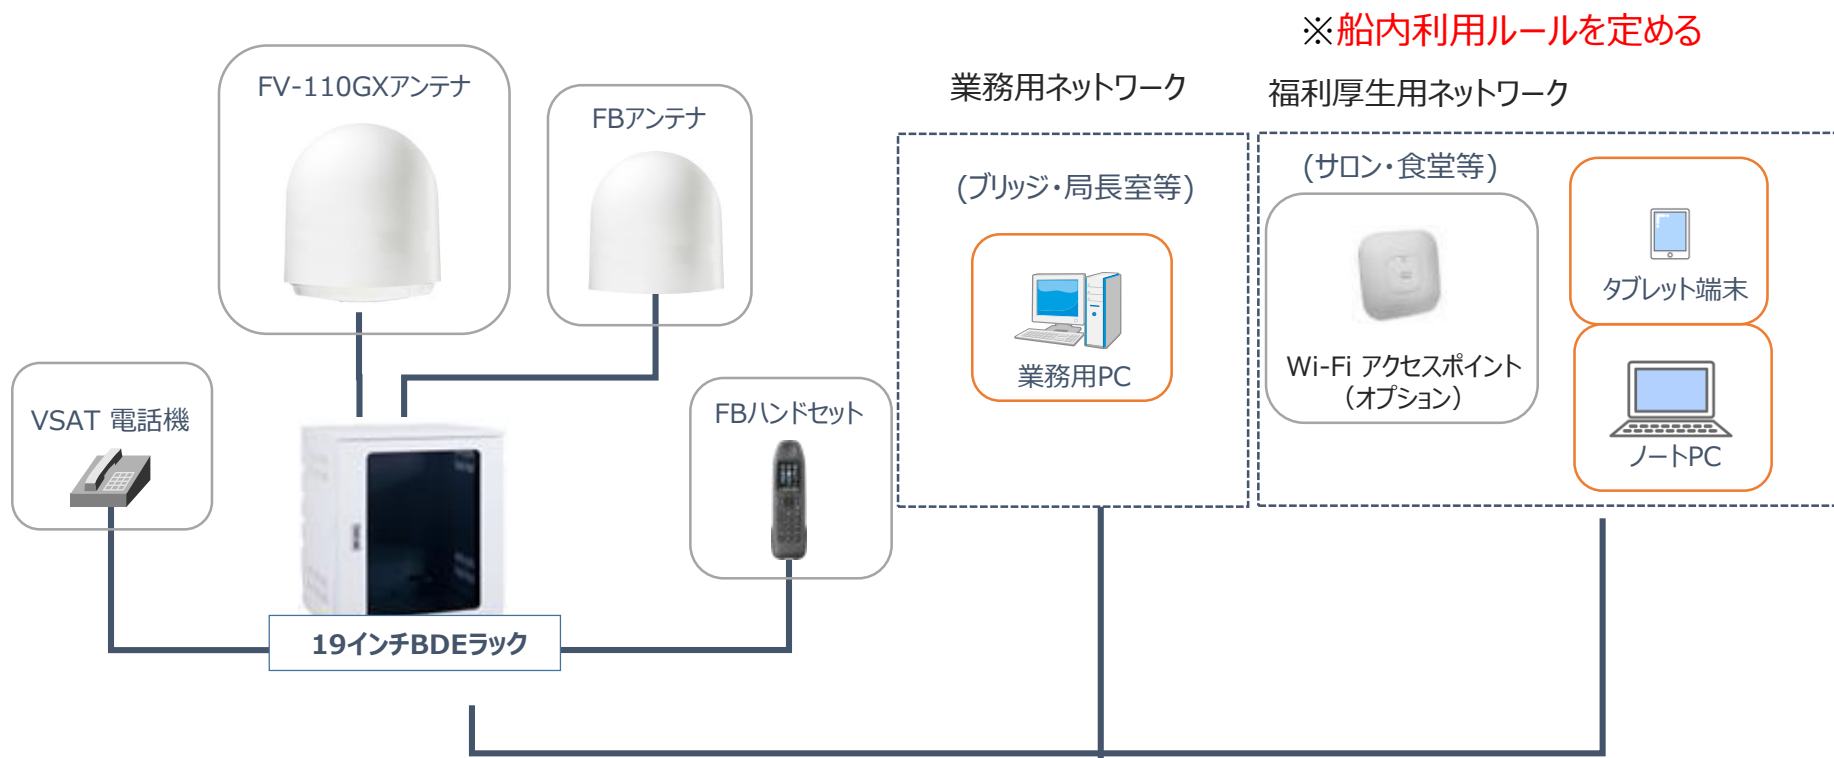 ※船内利用ルールを定める
業務用ネットワーク
福利厚生用ネットワーク
FV-110GXアンテナ
FBアンテナ
(ブリッジ・局長室等)
(サロン・食堂等)
タブレット端末
業務用PC
Wi-Fi アクセスポイント
（オプション）
VSAT 電話機
FBハンドセット
ノートPC
19インチBDEラック